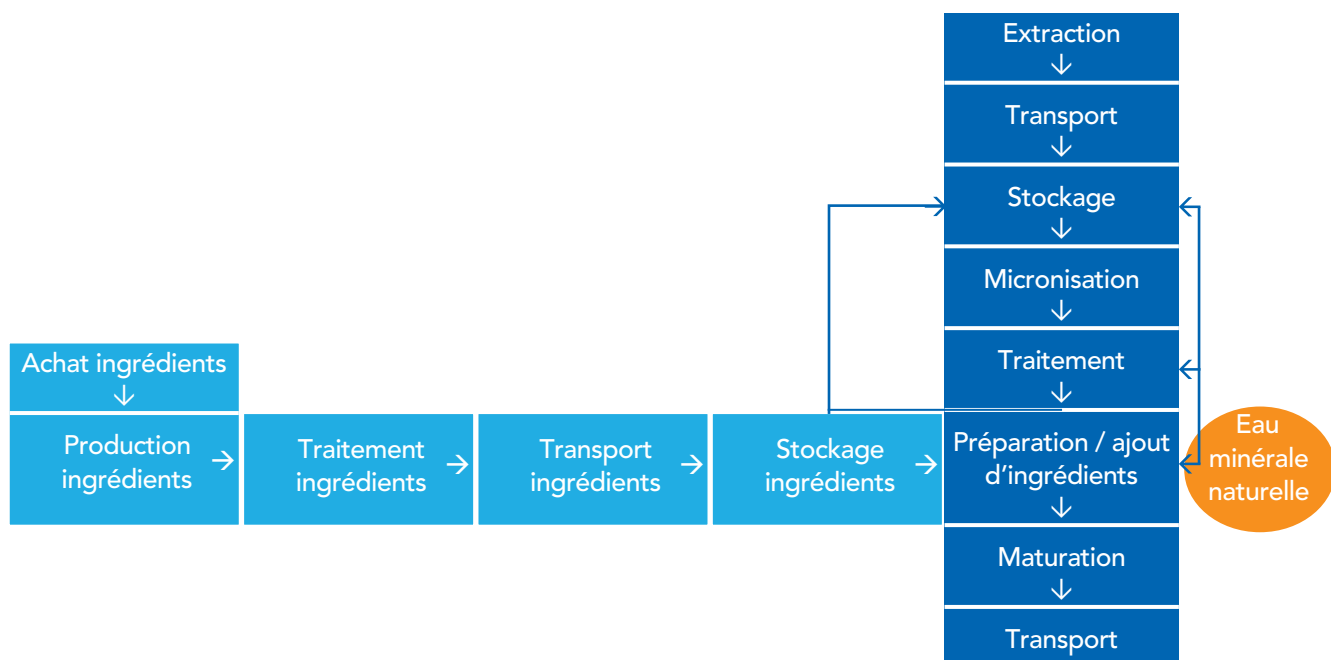 Extraction
Transport
Stockage
Micronisation
Traitement
Achat ingrédients
Production
ingrédients
Traitement
ingrédients
Transport
ingrédients
Stockage
ingrédients
Préparation / ajout
d'ingrédients
Eau
minérale
naturelle
Maturation
Transport